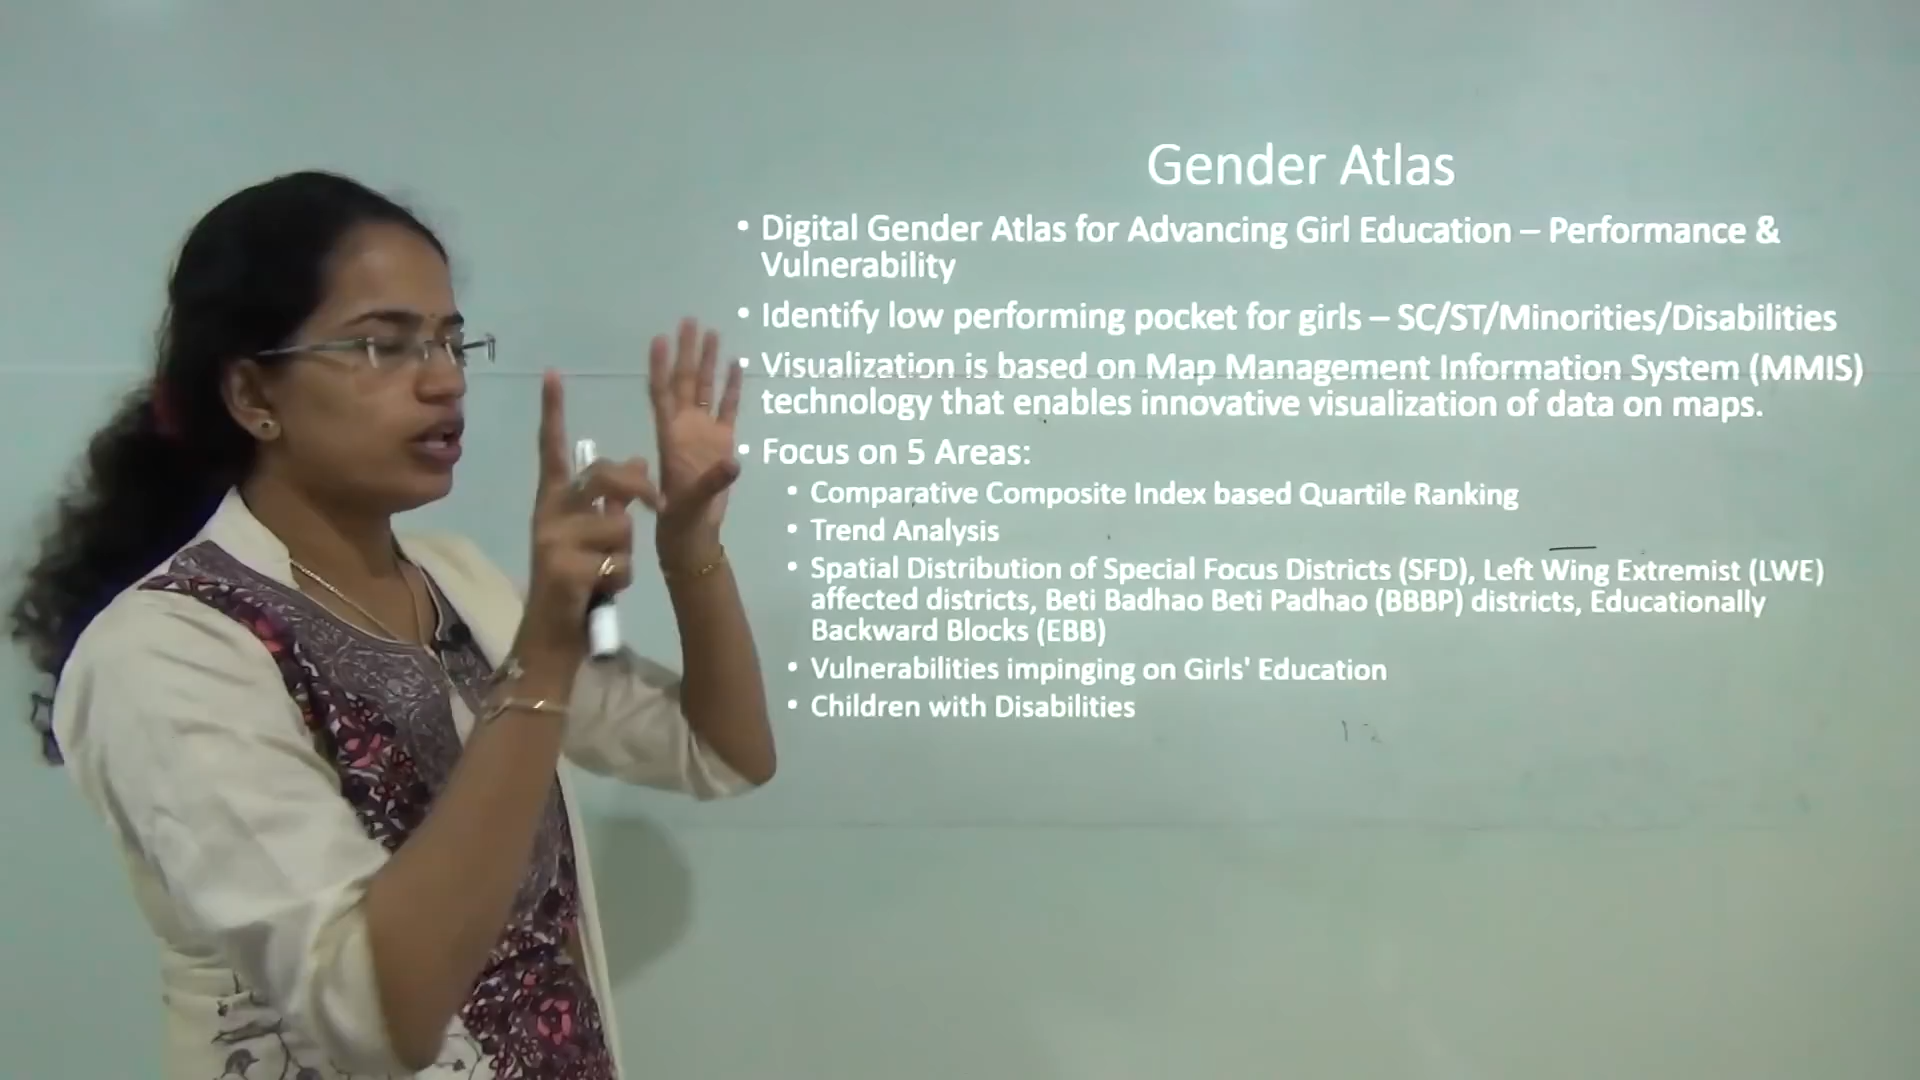 Gender Atlas
• Digital Gender Atlas for Advancing Girl Education – Performance &
Vulnerability
• Identify low performing pocket for girls – SC/ST/Minorities/Disabilities
• Visualization is based on Map Management Information System (MMIS)
technology that enables innovative visualization of data on maps.
• Focus on 5 Areas:
• Comparative Composite Index based Quartile Ranking
• Trend Analysis
• Spatial Distribution of Special Focus Districts (SFD), Left Wing Extremist (LWE)
affected districts, Beti Badhao Beti Padhao (BBBP) districts, Educationally
Backward Blocks (EBB)
• Vulnerabilities impinging on Girls' Education
• Children with Disabilities